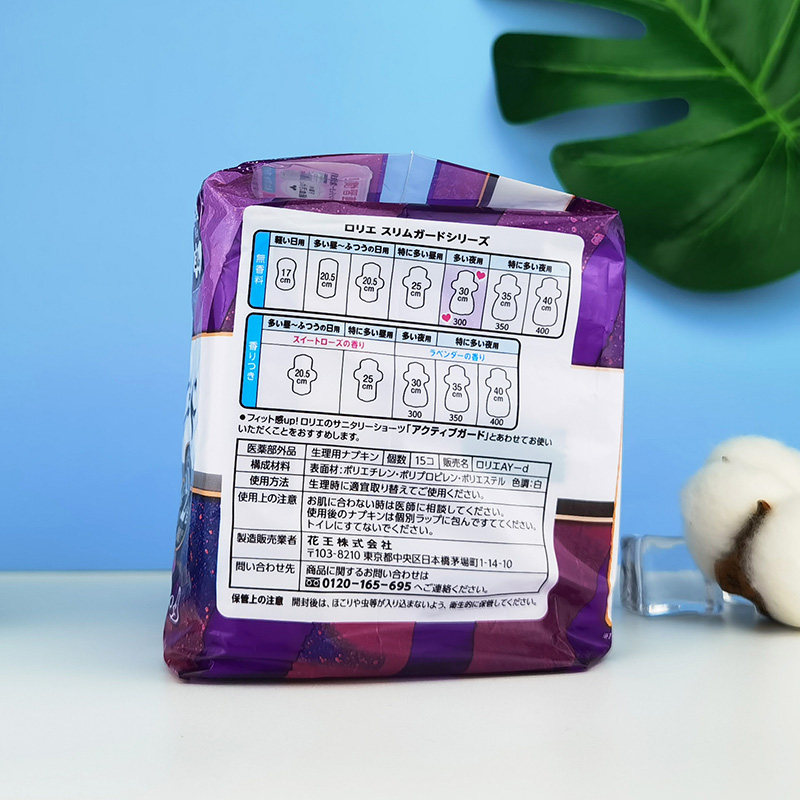 ロリエ スリムガードシリーズ
無香料
軽い日用 多い昼〜ふつうの日用 特に多い昼用 多い夜用 特に多い夜用
17cm 20.5cm 20.5cm 25cm 30cm 35cm 40cm
300 350 400
香りつき
多い昼〜ふつうの日用 特に多い昼用 多い夜用 特に多い夜用
スイートローズの香り ラベンダーの香り
20.5cm 25cm 30cm 35cm 40cm
300 350 400
●フィット感up! ロリエのサニタリーショーツ「アクティブガード」とあわせてお使い
いただくことをおすすめします。
医薬部外品 生理用ナプキン 個数 15コ 販売名 ロリエAY-d
構成材料 表面材:ポリエチレン・ポリプロピレン・ポリエステル 色調:白
使用方法 生理時に適宜取り替えてご使用ください。
使用上の注意 お肌に合わない時は医師に相談してください。
使用後のナプキンは個別ラップに包んですててください。
トイレにすてないでください。
製造販売業者 花王株式会社
〒103-8210 東京都中央区日本橋茅場町1-14-10
問い合わせ先 商品に関するお問い合わせは
0120-165-695 へご連絡ください。
保管上の注意 開封後は、ほこりや虫等が入り込まないよう、衛生的に保管してください。